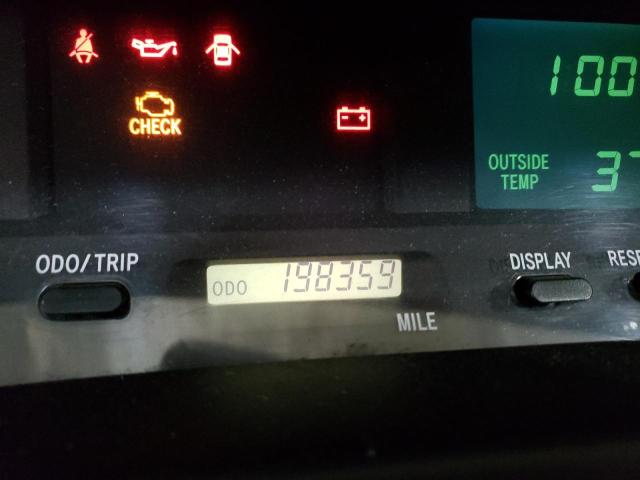 100
OUTSIDE
TEMP
CHECK
ODO/TRIP
ODO 198359
MILE
DISPLAY